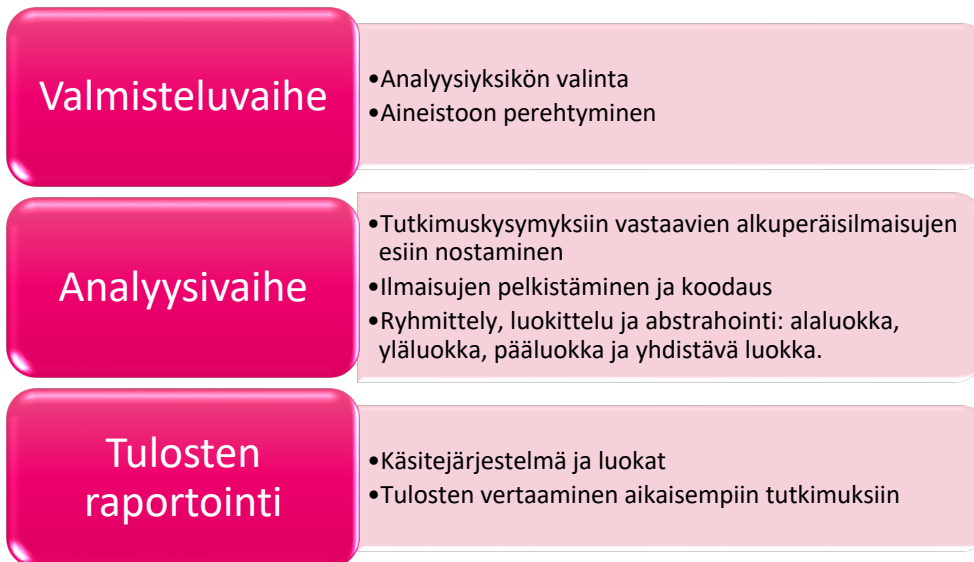 Valmisteluvaihe
•Analyysiyksikön valinta
•Aineistoon perehtyminen
Analyysivaihe
•Tutkimuskysymyksiin vastaavien alkuperäisilmaisujen
esiin nostaminen
•Ilmaisujen pelkistäminen ja koodaus
•Ryhmittely, luokittelu ja abstrahointi: alaluokka,
yläluokka, pääluokka ja yhdistävä luokka.
Tulosten
raportointi
•Käsitejärjestelmä ja luokat
•Tulosten vertaaminen aikaisempiin tutkimuksiin